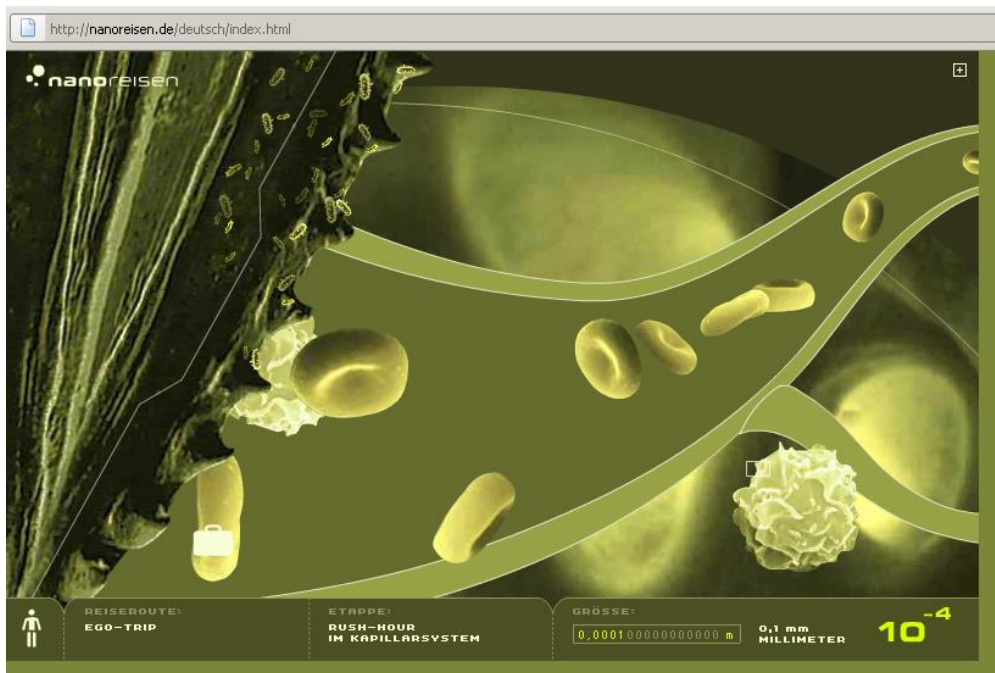 http://nanoreisen.de/deutsch/index.html
nanoreisen
REISEROUTE:
EGO-TRIP
ETAPPE:
RUSH-HOUR
IM KAPILLARSYSTEM
GRÖSSE:
0,000100000000000 m
0,1 mm
MILLIMETER
10-4